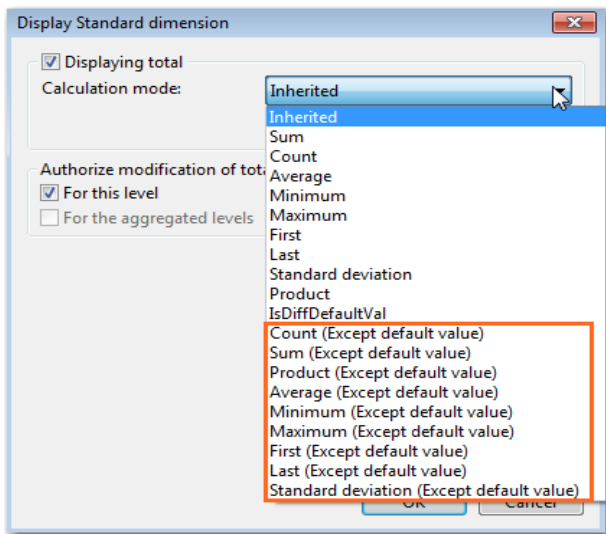 Display Standard dimension
Displaying total
Calculation mode:
Inherited
Inherited
Sum
Count
Average
Minimum
Maximum
First
Last
Standard deviation
Product
IsDiffDefaultVal
Count (Except default value)
Sum (Except default value)
Product (Except default value)
Average (Except default value)
Minimum (Except default value)
Maximum (Except default value)
First (Except default value)
Last (Except default value)
Standard deviation (Except default value)
Authorize modification of tota
For this level
For the aggregated levels
OK
Cancel